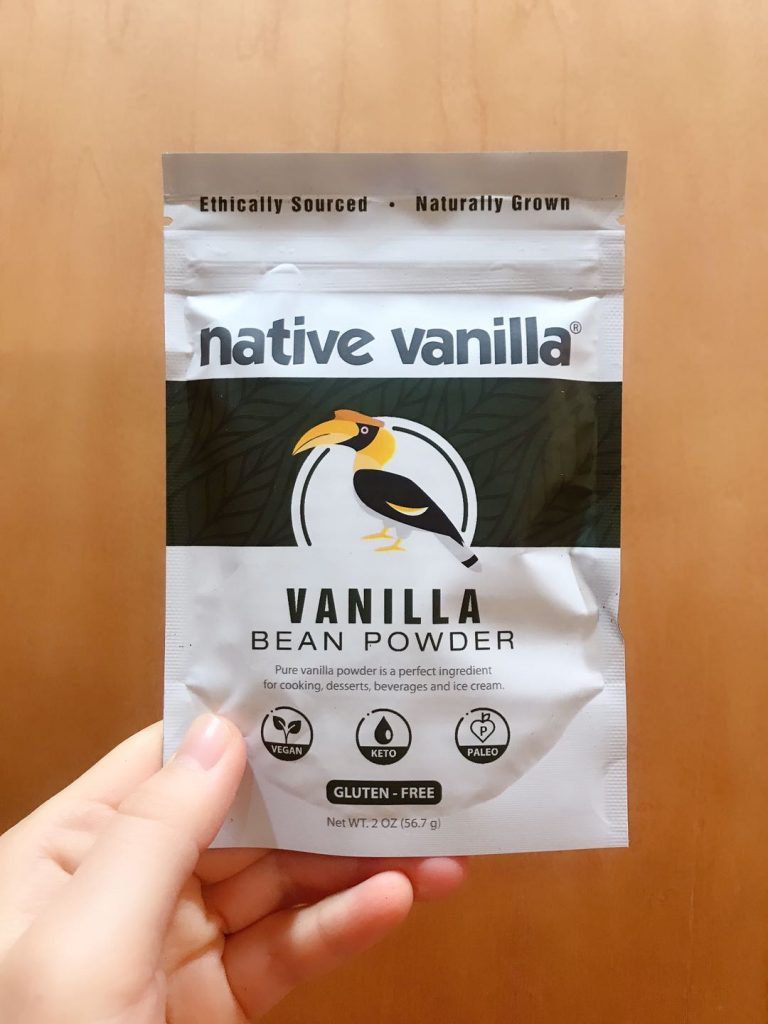 Ethically Sourced • Naturally Grown
native vanilla®
VANILLA
BEAN POWDER
Pure vanilla powder is a perfect ingredient
for cooking, desserts, beverages and ice cream.
VEGAN KETO P PALEO
GLUTEN - FREE
Net WT. 2 OZ (56.7 g)